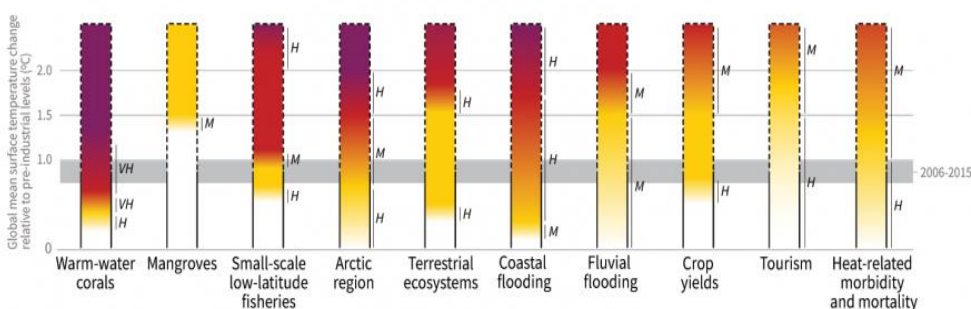 Global mean surface temperature change
relative to pre-industrial levels (°C)
2.0
1.5
1.0
0
2006-2015
VH
VH
H
M
H
M
H
H
M
H
H
H
H
H
M
M
M
M
H
M
H
M
H
Warm-water
corals
Mangroves
Small-scale
low-latitude
fisheries
Arctic
region
Terrestrial
ecosystems
Coastal
flooding
Fluvial
flooding
Crop
yields
Tourism
Heat-related
morbidity
and mortality